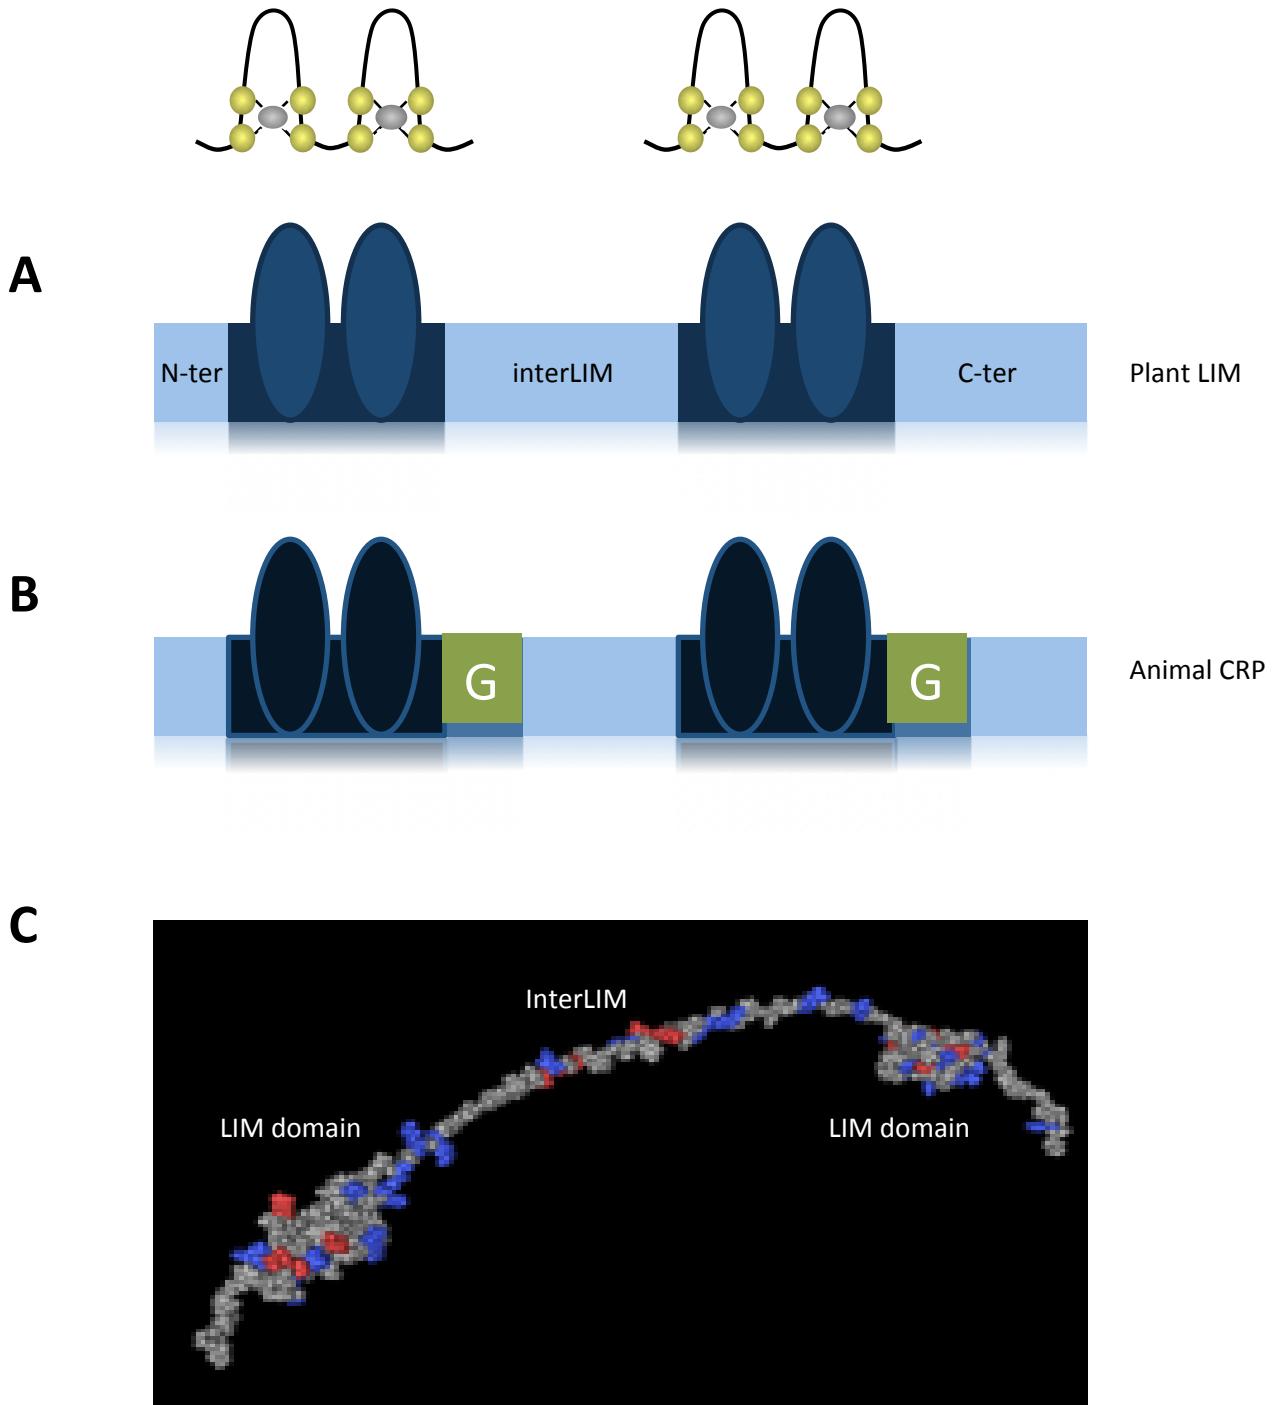 A
N-ter
interLIM
C-ter
Plant LIM
B
G
G
Animal CRP
C
InterLIM
LIM domain
LIM domain